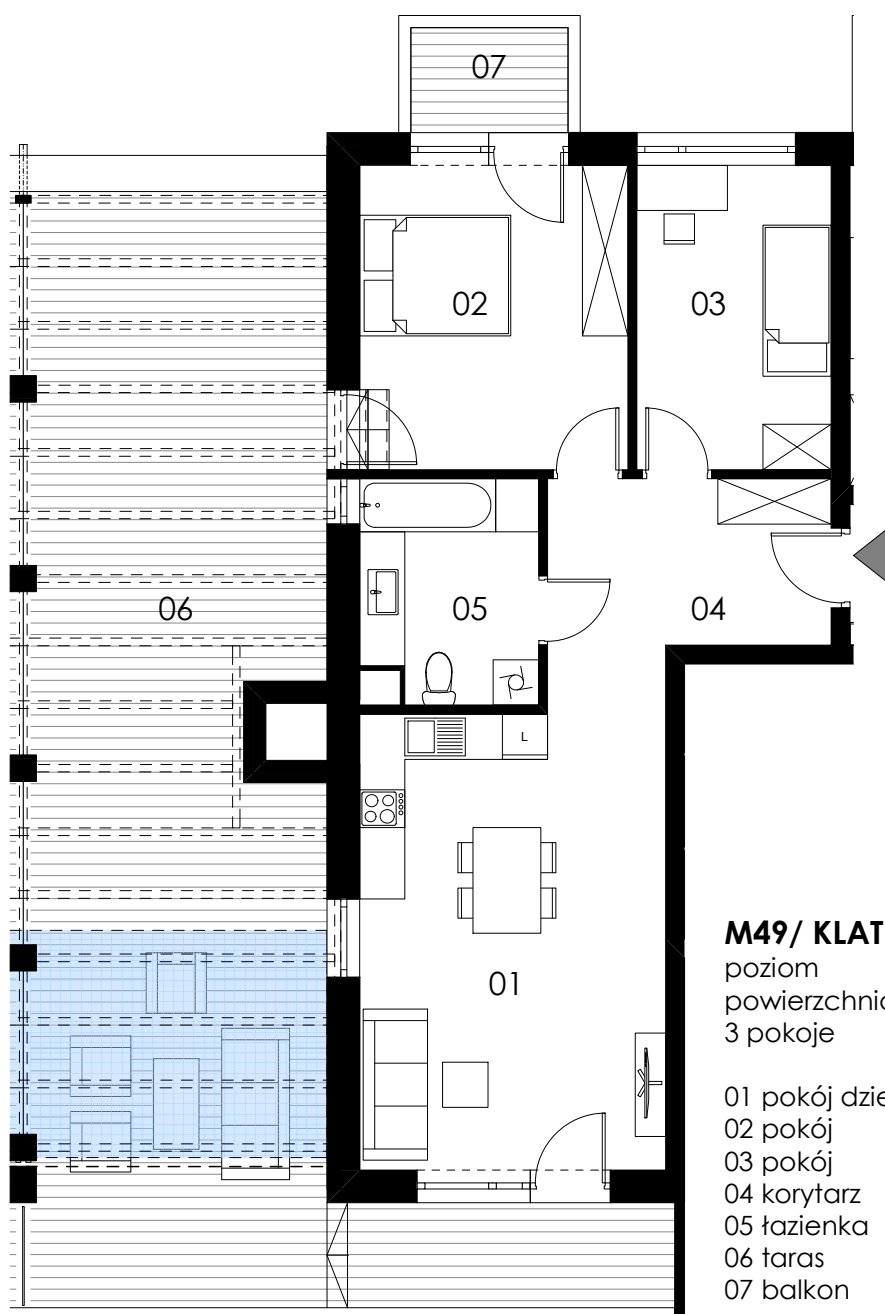 07
02
03
06
05
04
L
01
M49/ KLAT
poziom
powierzchnic
3 pokoje
01 pokój dzie
02 pokój
03 pokój
04 korytarz
05 łazienka
06 taras
07 balkon